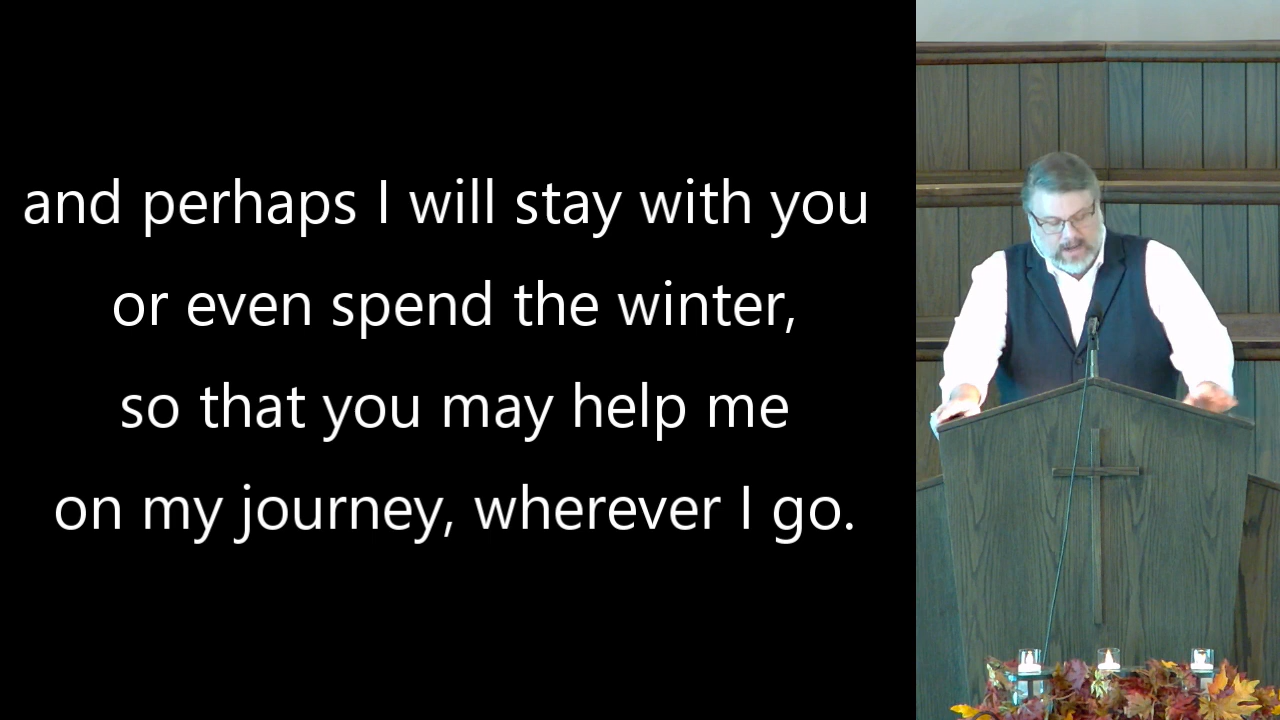 and perhaps I will stay with you
or even spend the winter,
so that you may help me
on my journey, wherever I go.